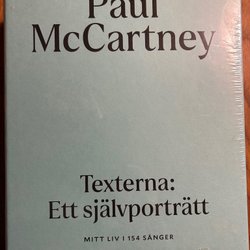 Paul
McCartney
Texterna:
Ett självporträtt
MITT LIV I 154 SÅNGER